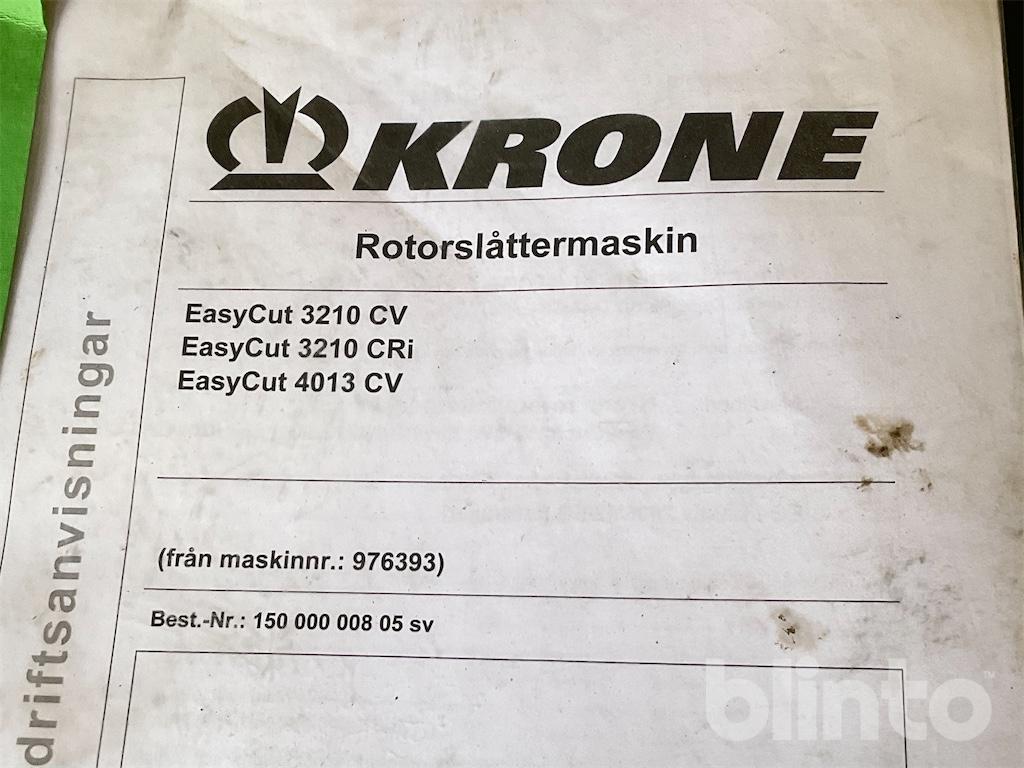 KRONE
Rotorslåttermaskin
EasyCut 3210 CV
EasyCut 3210 CRi
EasyCut 4013 CV
(från maskinnr.: 976393)
Best.-Nr.: 150 000 008 05 sv
driftsanvisningar
blinto™